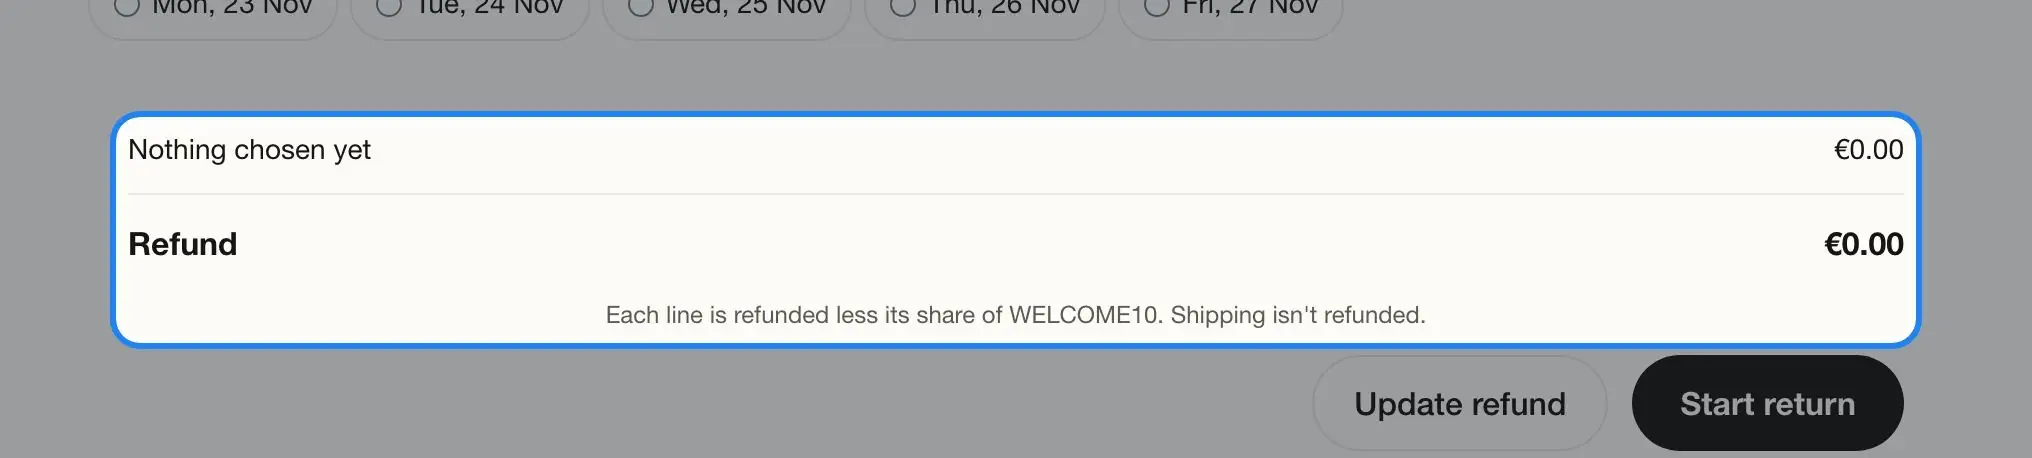 Mon, 23 Nov
Tue, 24 Nov
Wed, 25 Nov
Thu, 26 Nov
Fri, 27 Nov
Nothing chosen yet
€0.00
Refund
€0.00
Each line is refunded less its share of WELCOME10. Shipping isn't refunded.
Update refund
Start return